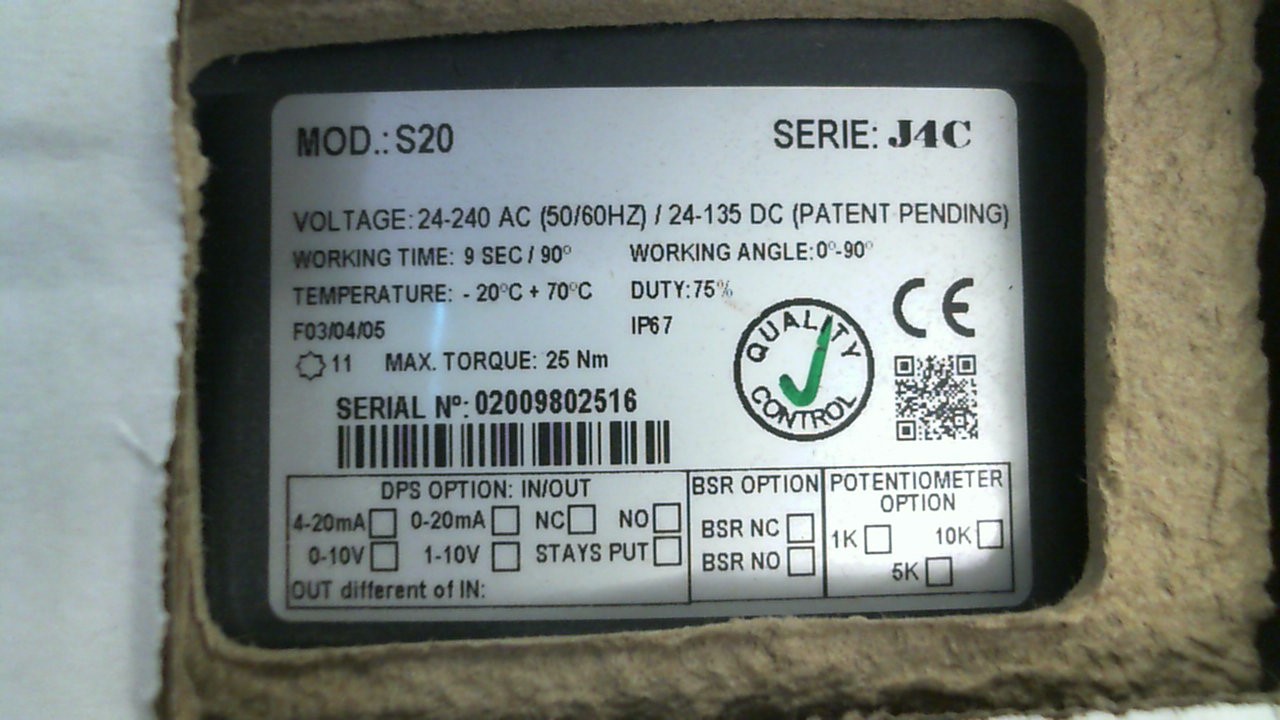 MOD.: S20 SERIE: J4C
VOLTAGE: 24-240 AC (50/60HZ) / 24-135 DC (PATENT PENDING)
WORKING TIME: 9 SEC / 90° WORKING ANGLE: 0°-90°
TEMPERATURE: - 20°C + 70°C DUTY: 75%
F03/04/05 IP67
11 MAX. TORQUE: 25 Nm
QUALITY CONTROL
CE
SERIAL Nº: 02009802516
DPS OPTION: IN/OUT
4-20mA 0-20mA NC NO
0-10V 1-10V STAYS PUT
OUT different of IN:
BSR OPTION
BSR NC
BSR NO
POTENTIOMETER
OPTION
1K 10K
5K